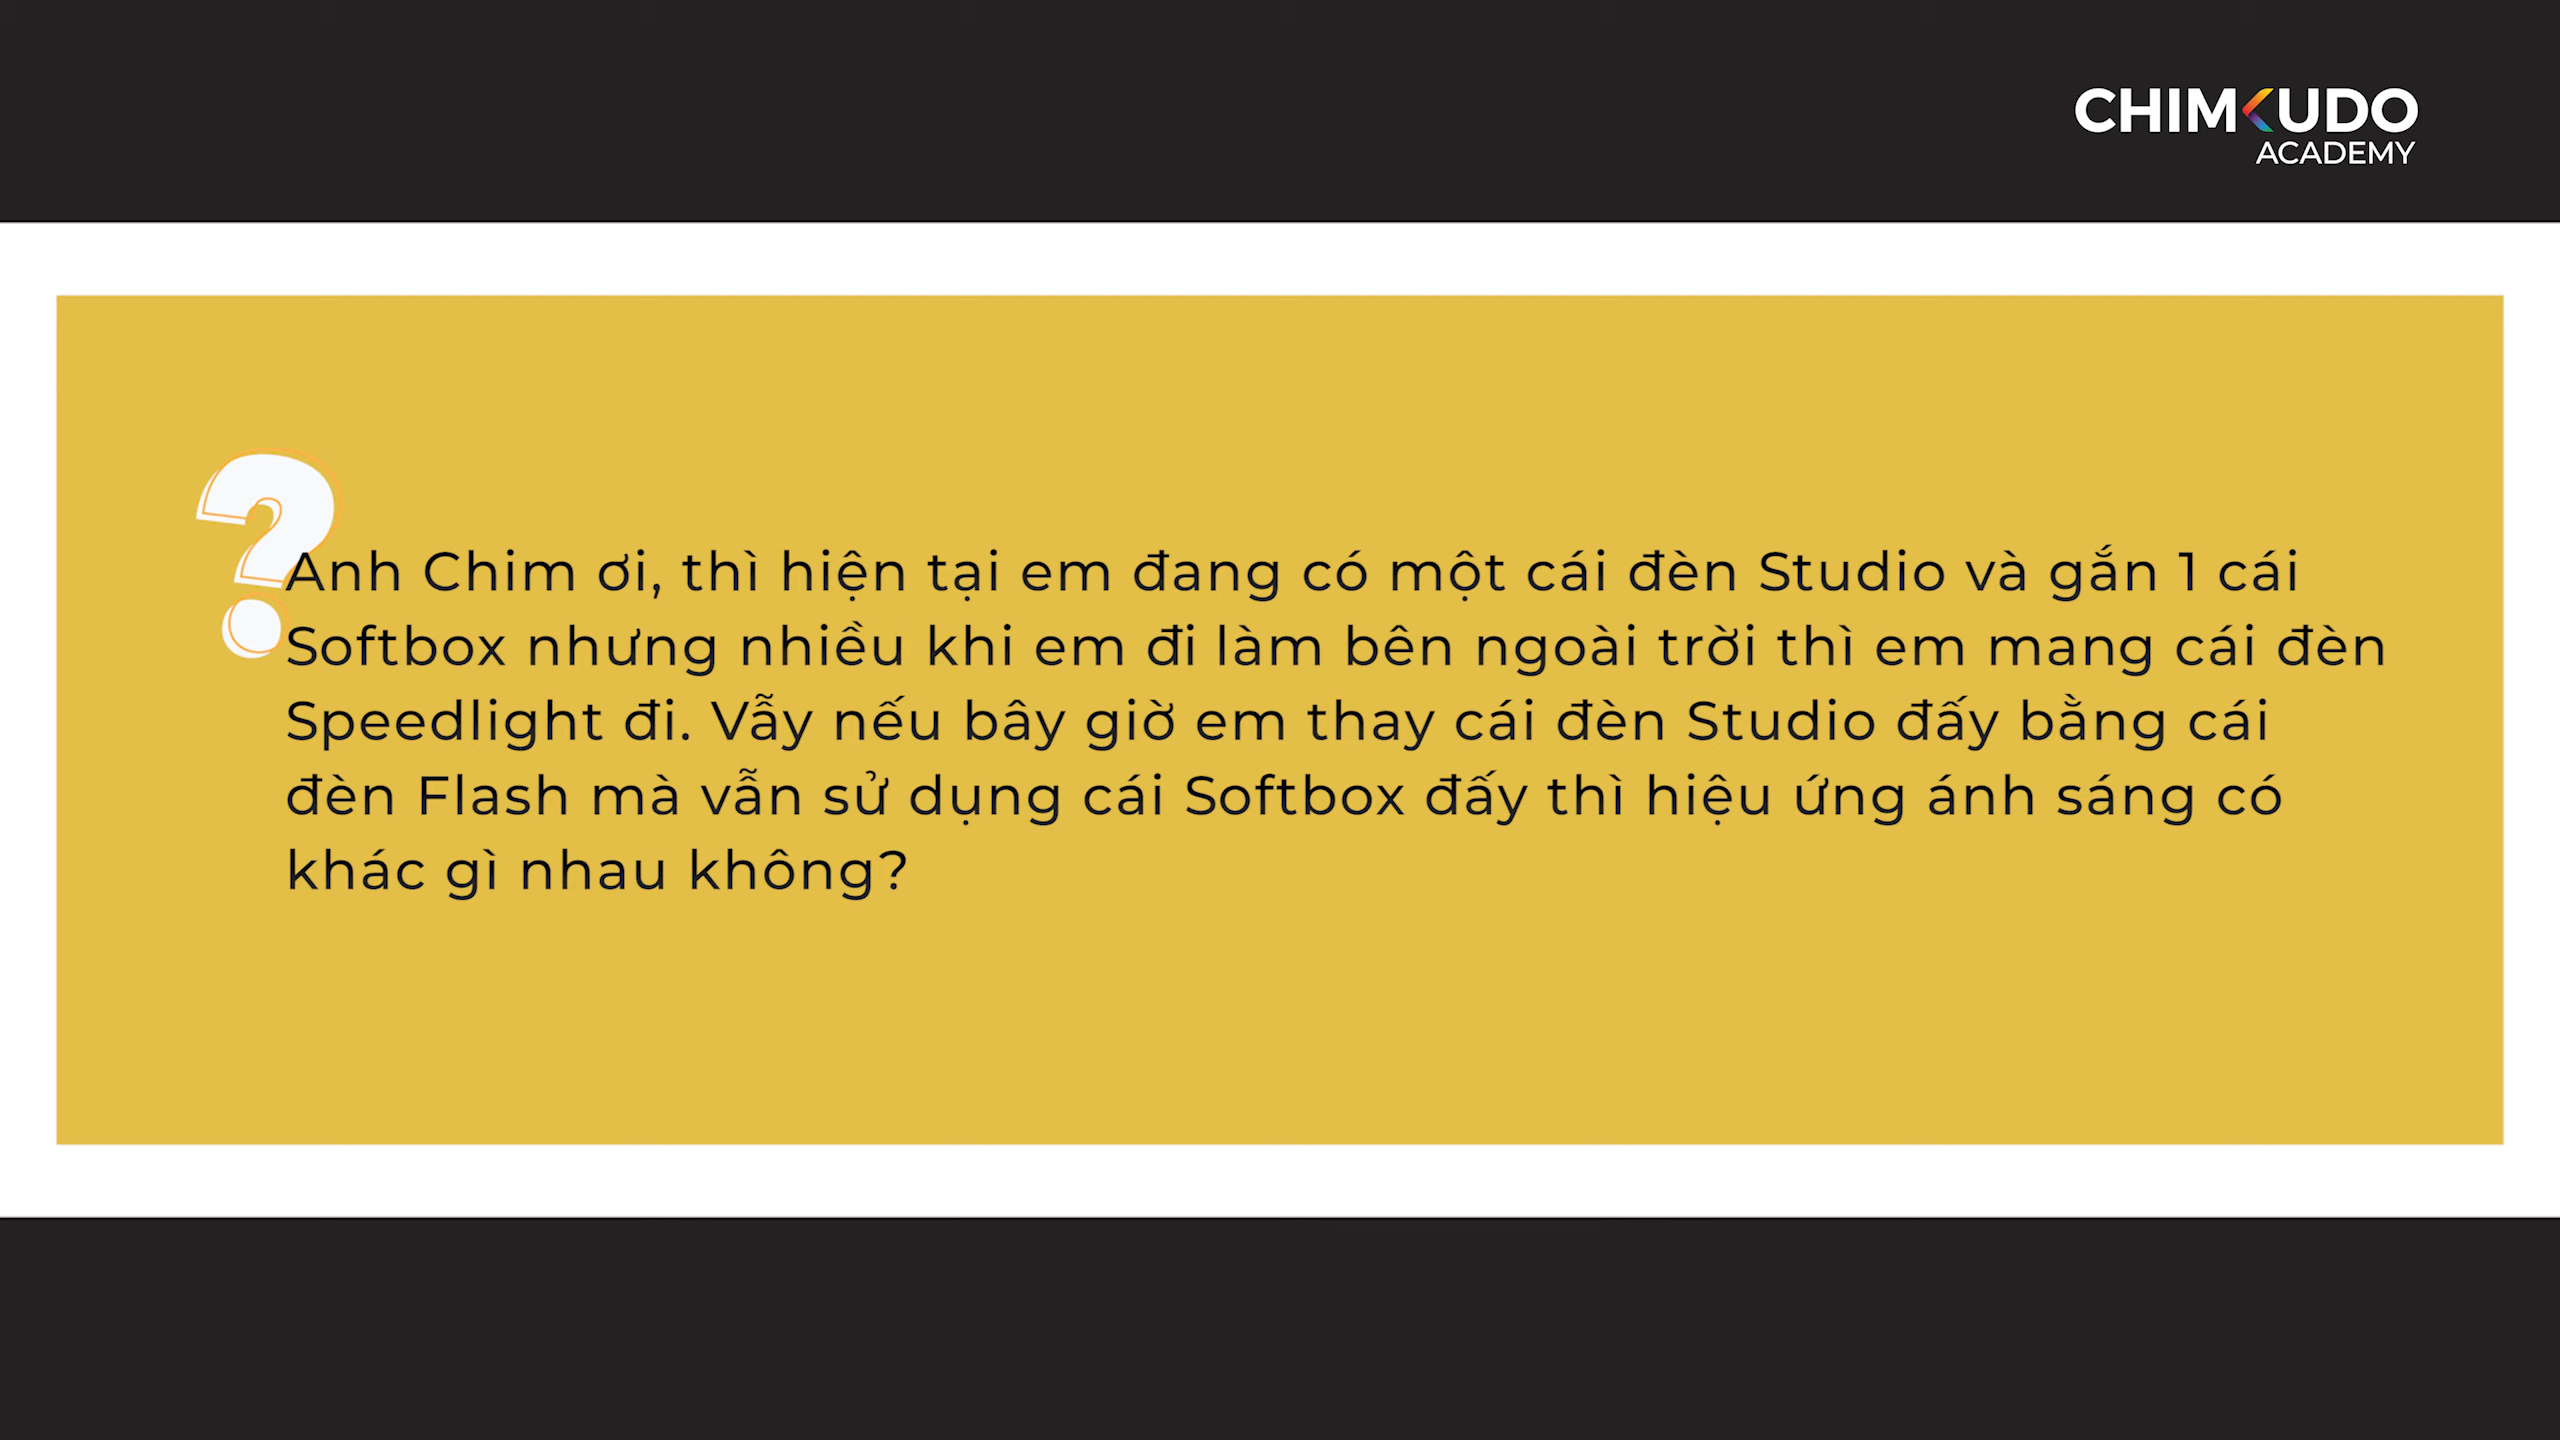 CHIMKUDO
ACADEMY
?
Anh Chim ơi, thì hiện tại em đang có một cái đèn Studio và gắn 1 cái
Softbox nhưng nhiều khi em đi làm bên ngoài trời thì em mang cái đèn
Speedlight đi. Vẫy nếu bây giờ em thay cái đèn Studio đấy bằng cái
đèn Flash mà vẫn sử dụng cái Softbox đấy thì hiệu ứng ánh sáng có
khác gì nhau không?